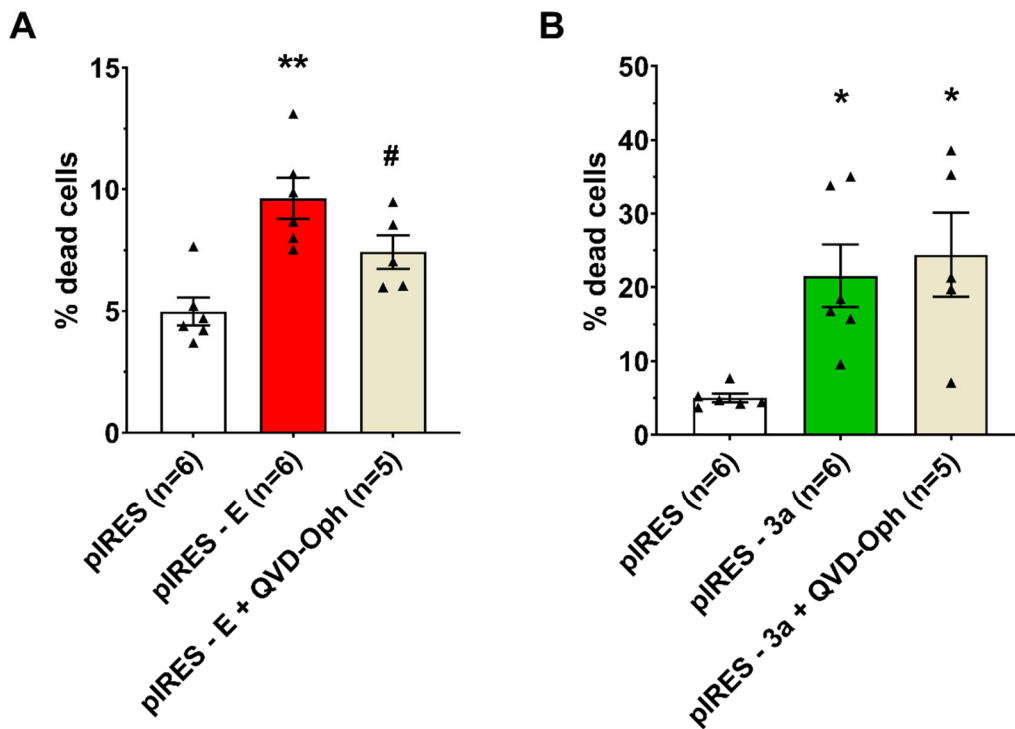 A
% dead cells
15
10
5
0
**
#
pIRES (n=6)
pIRES - E (n=6)
pIRES - E + QVD-Oph (n=5)
B
% dead cells
50
40
30
20
10
0
*
*
pIRES (n=6)
pIRES - 3a (n=6)
pIRES - 3a + QVD-Oph (n=5)